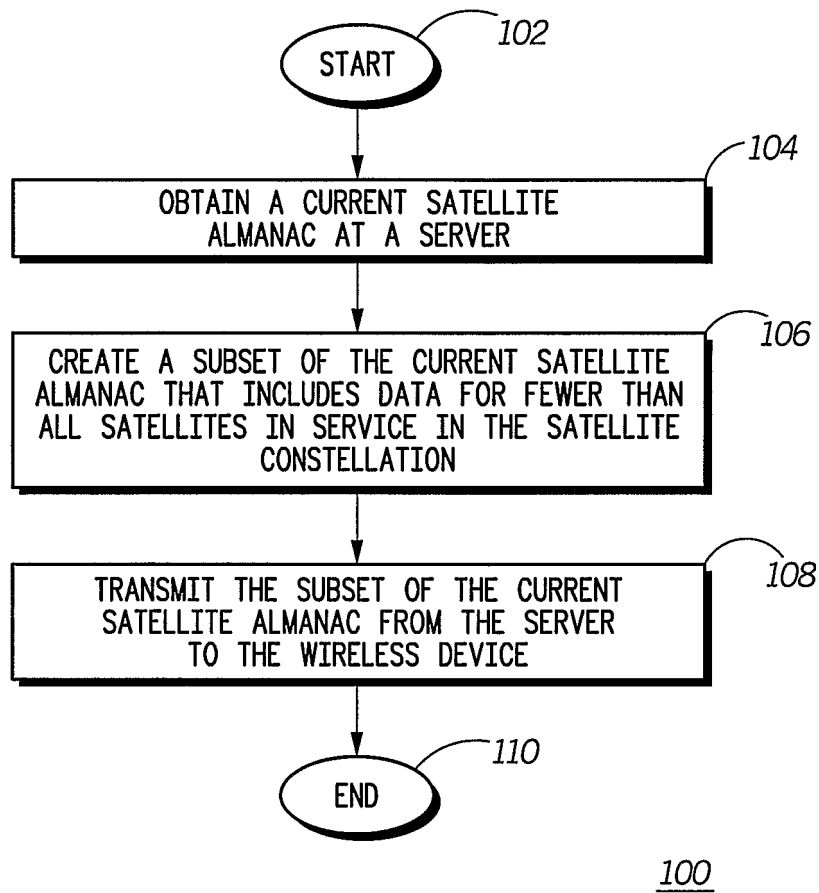 102
START
104
OBTAIN A CURRENT SATELLITE
ALMANAC AT A SERVER
106
CREATE A SUBSET OF THE CURRENT SATELLITE
ALMANAC THAT INCLUDES DATA FOR FEWER THAN
ALL SATELLITES IN SERVICE IN THE SATELLITE
CONSTELLATION
108
TRANSMIT THE SUBSET OF THE CURRENT
SATELLITE ALMANAC FROM THE SERVER
TO THE WIRELESS DEVICE
110
END
100